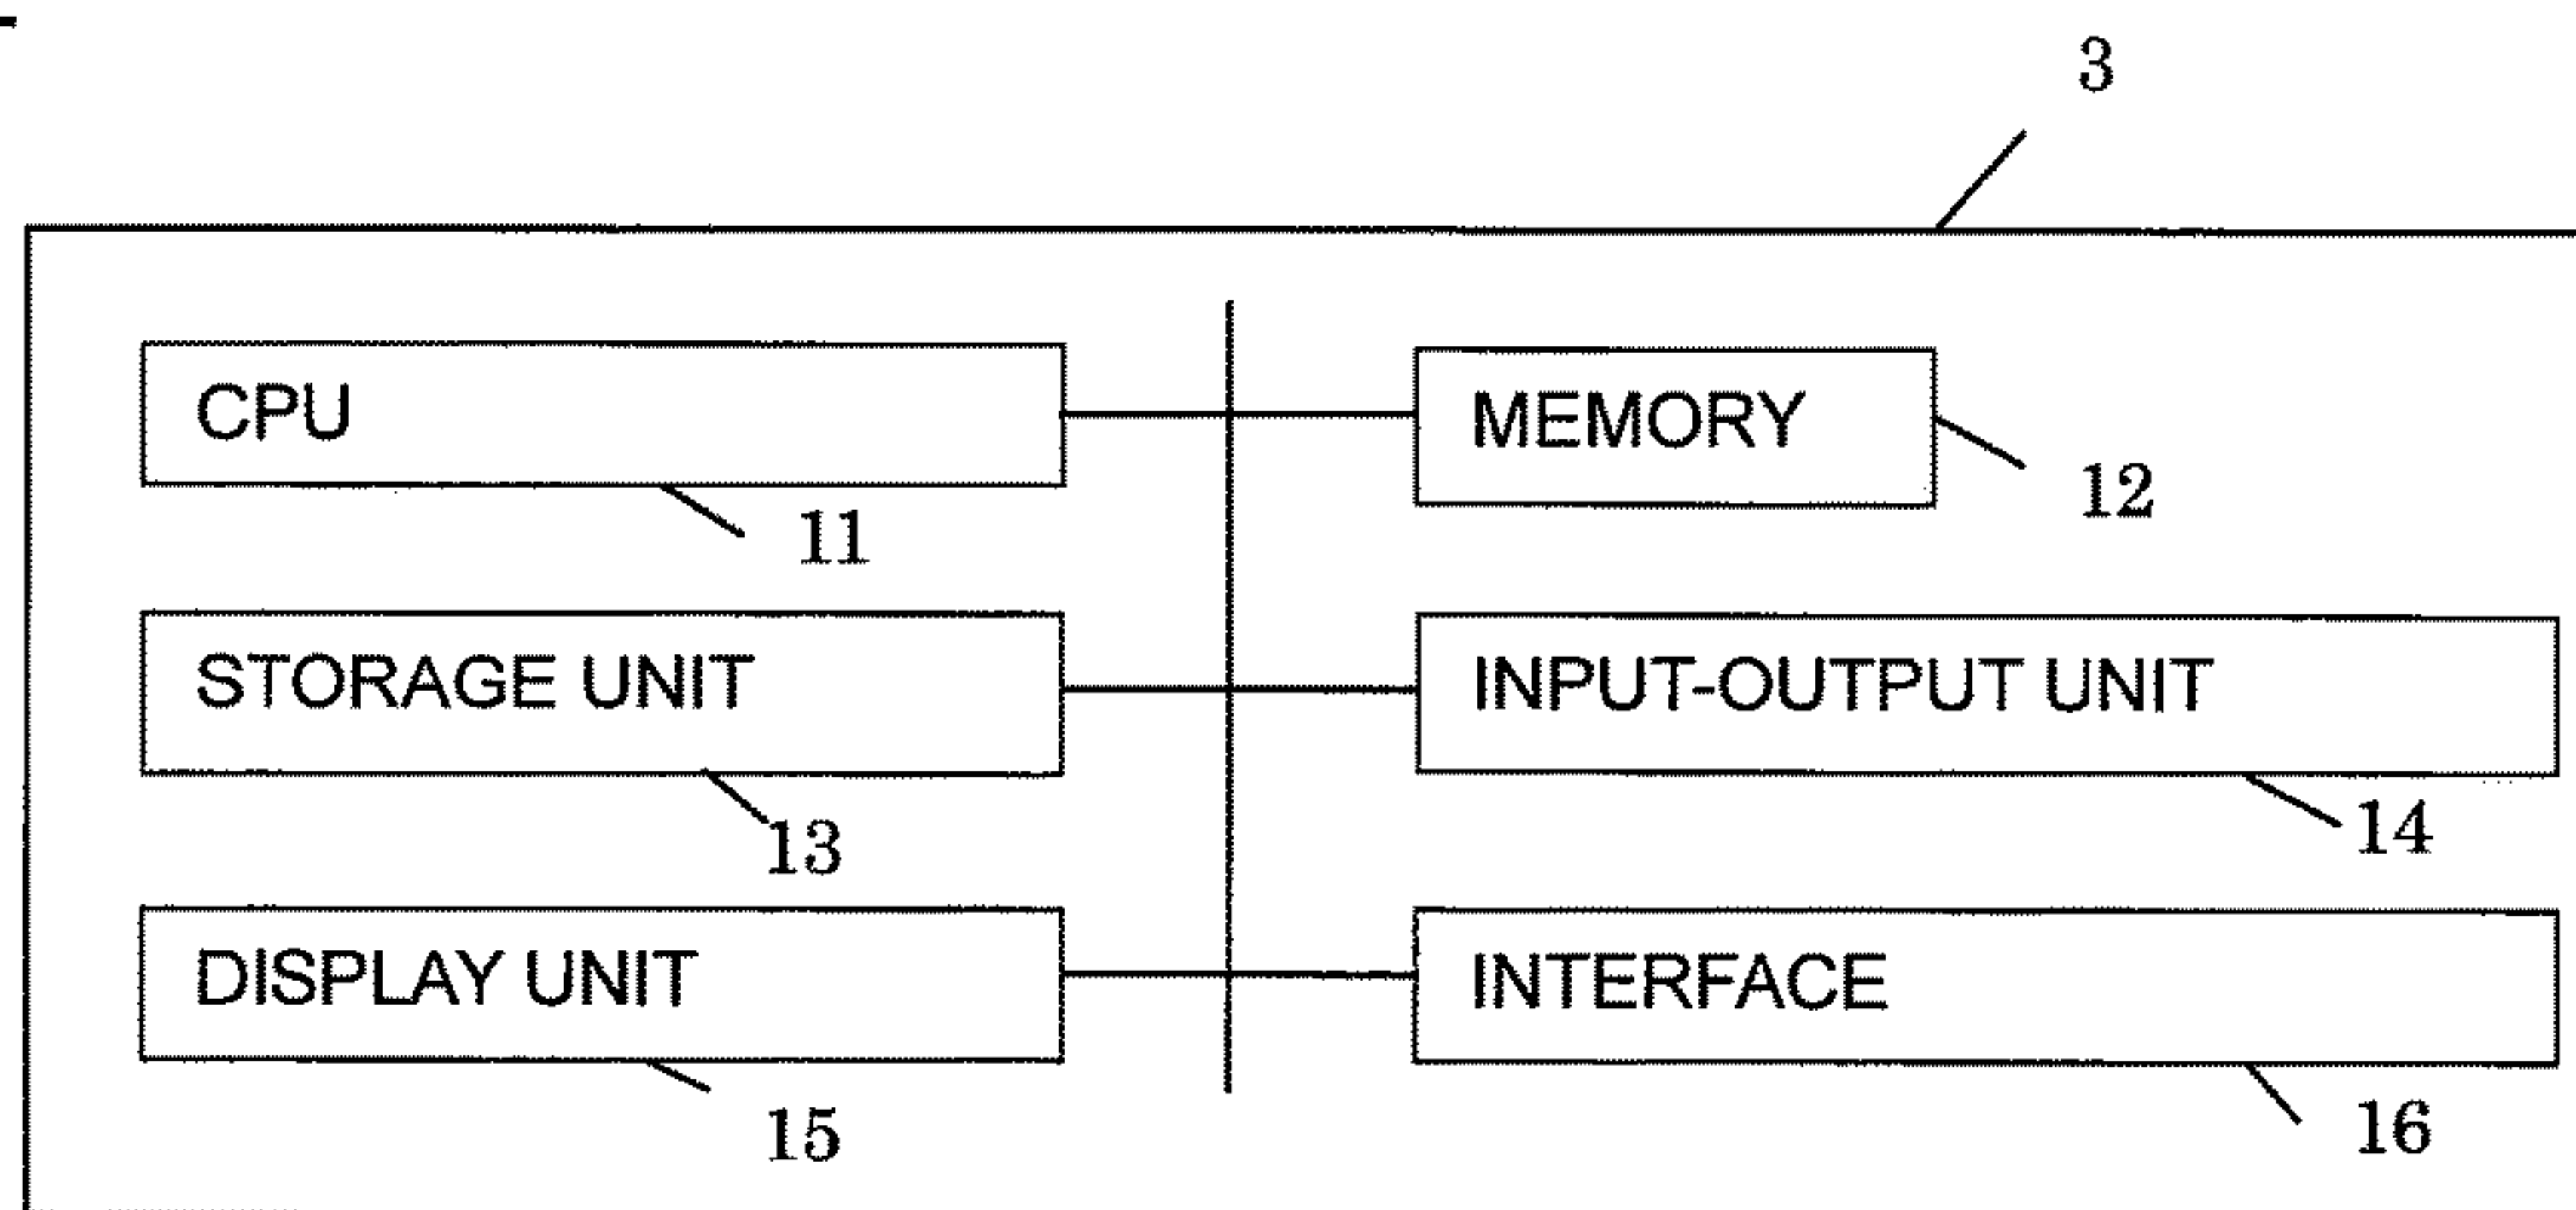 3
CPU
MEMORY
11
12
STORAGE UNIT
INPUT-OUTPUT UNIT
13
14
DISPLAY UNIT
INTERFACE
15
16